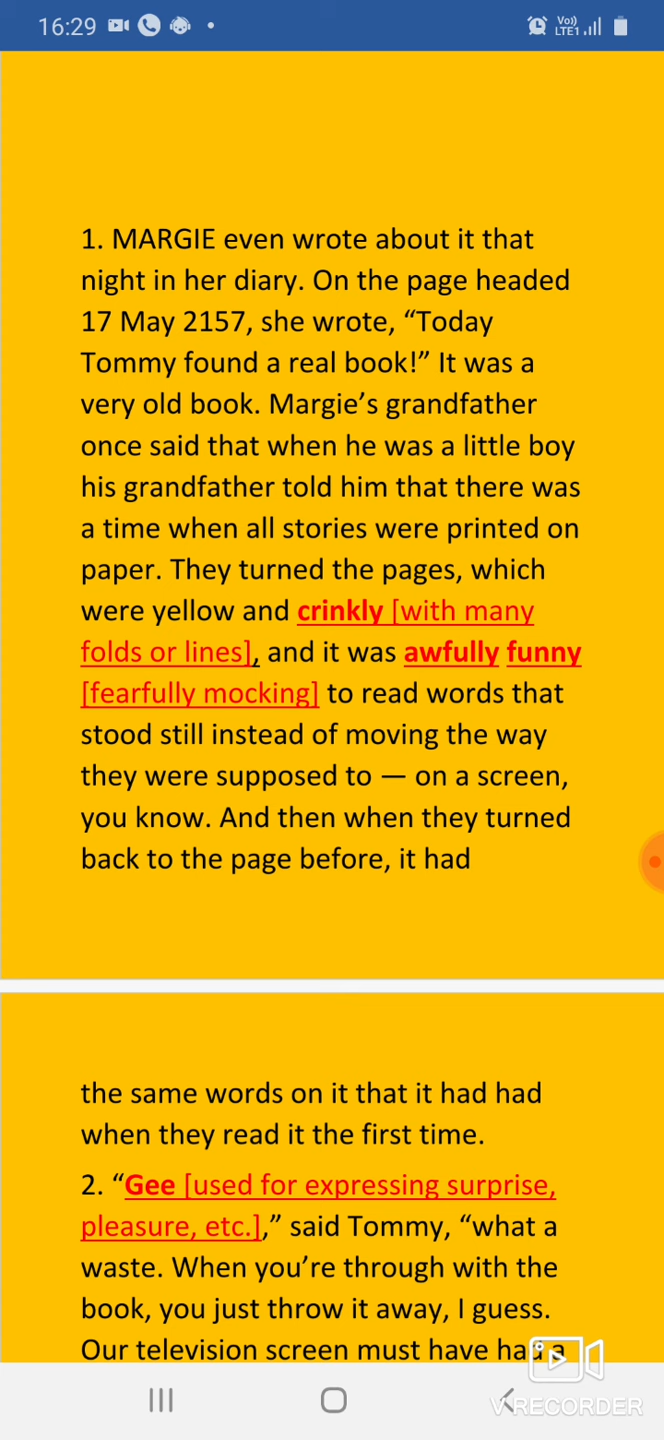 16:29
Vo))
LTE1
1. MARGIE even wrote about it that
night in her diary. On the page headed
17 May 2157, she wrote, “Today
Tommy found a real book!” It was a
very old book. Margie’s grandfather
once said that when he was a little boy
his grandfather told him that there was
a time when all stories were printed on
paper. They turned the pages, which
were yellow and crinkly [with many
folds or lines], and it was awfully funny
[fearfully mocking] to read words that
stood still instead of moving the way
they were supposed to — on a screen,
you know. And then when they turned
back to the page before, it had
the same words on it that it had had
when they read it the first time.
2. “Gee [used for expressing surprise,
pleasure, etc.],” said Tommy, “what a
waste. When you’re through with the
book, you just throw it away, I guess.
Our television screen must have had a
V RECORDER